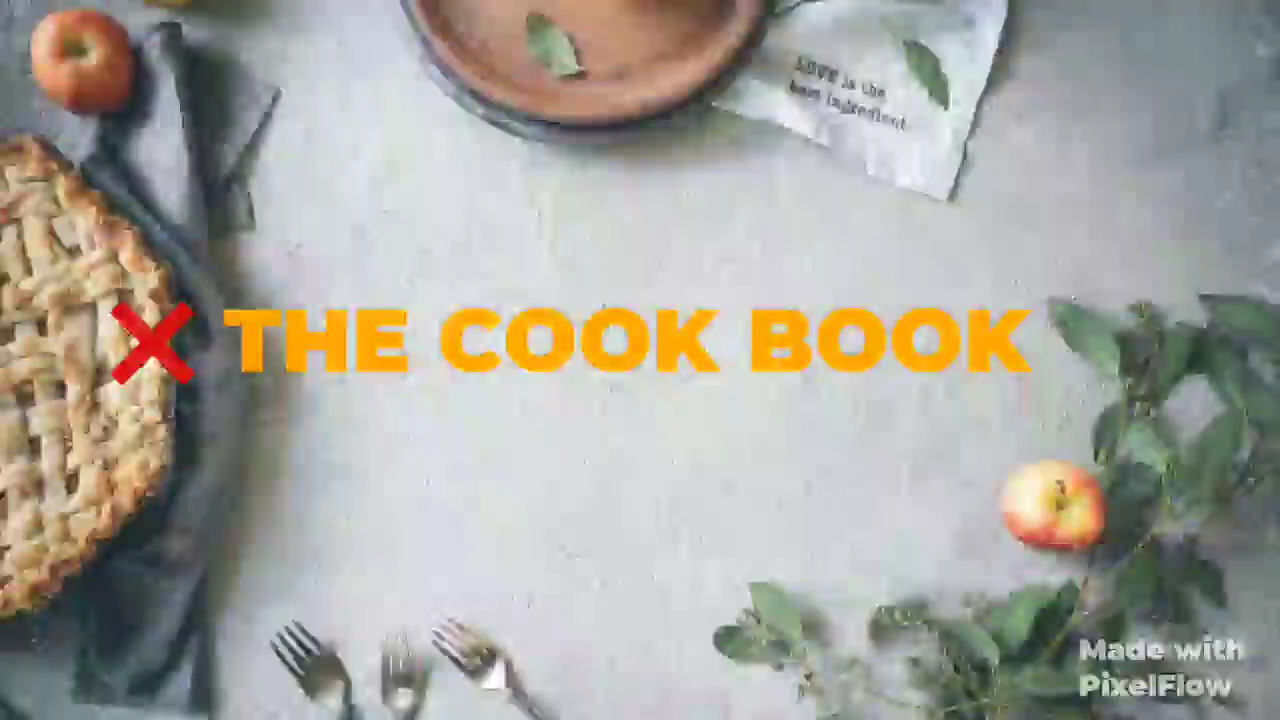 LOVE is the
best ingredient
❌ THE COOK BOOK
Made with
PixelFlow